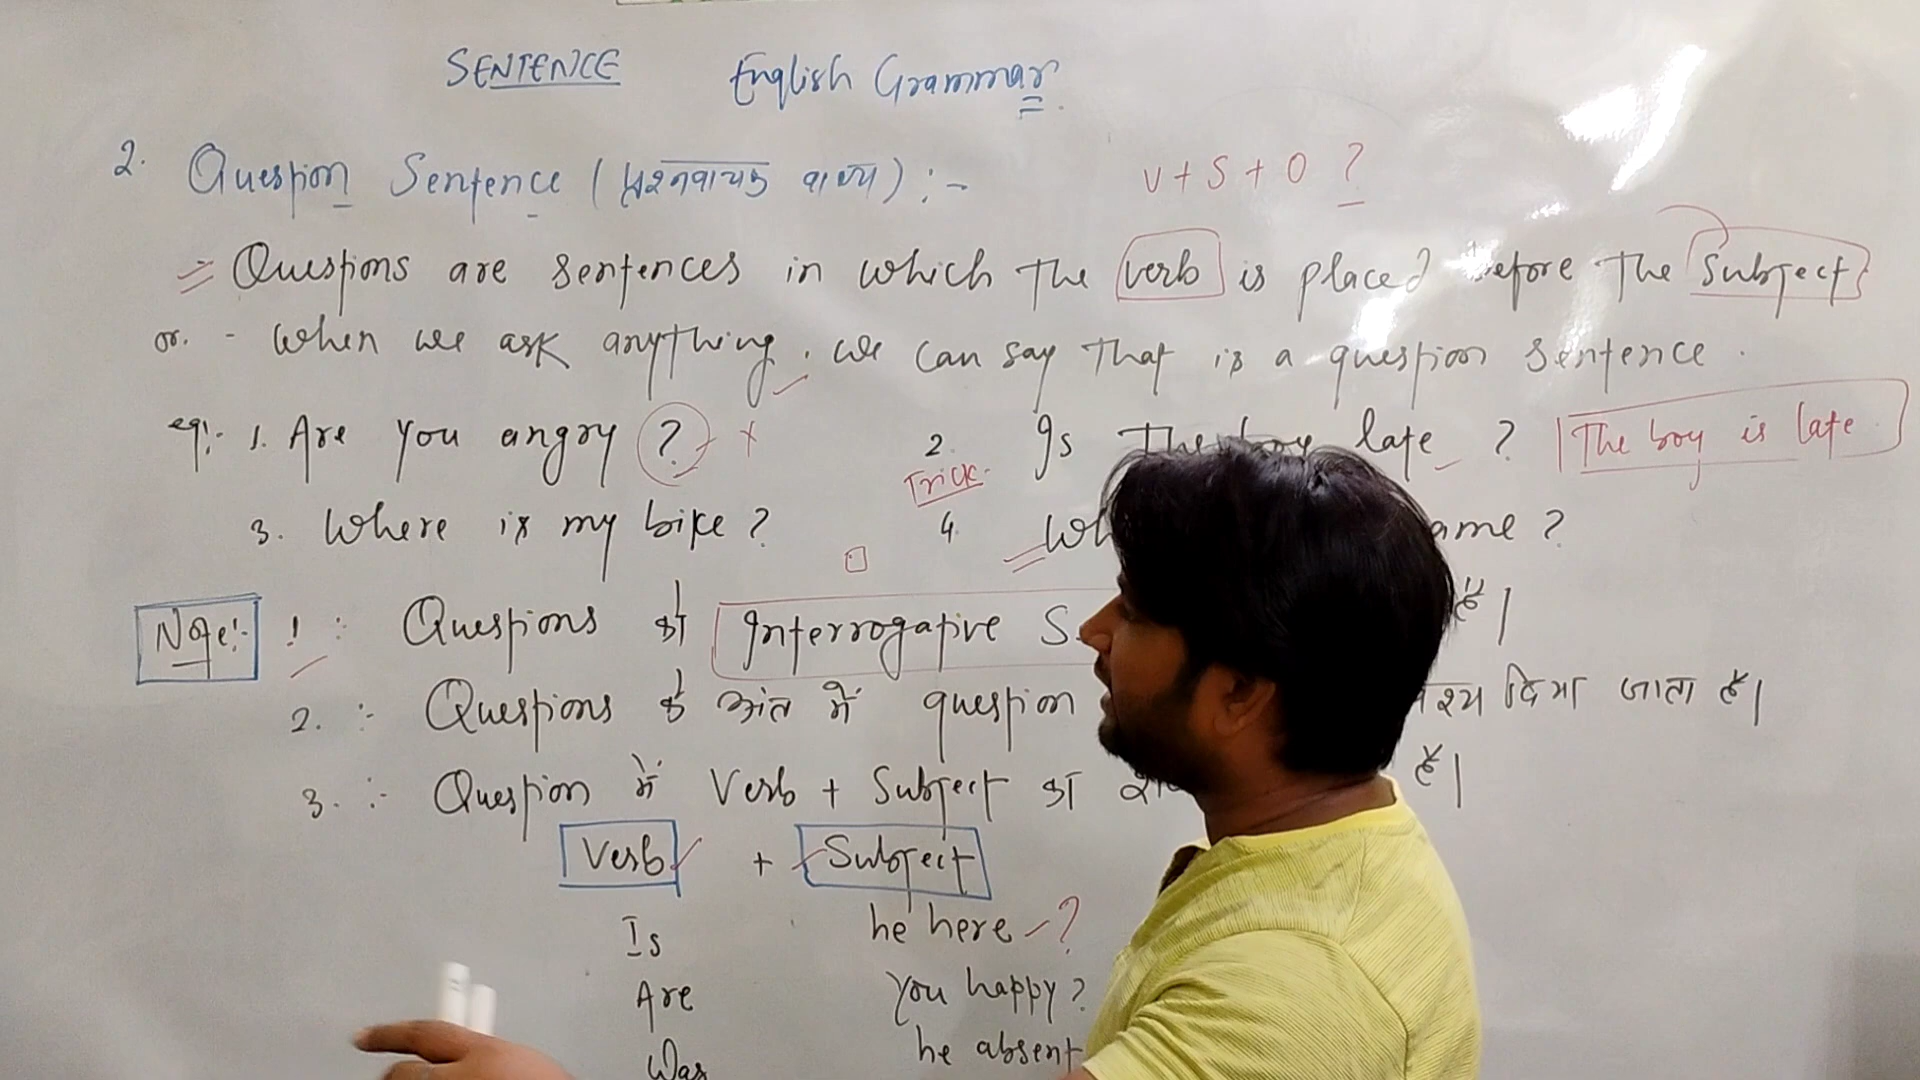 SENTENCE English Grammar
2. Question Sentence (प्रश्नवाचक वाक्य) :- V + S + O ?
= Questions are sentences in which the verb is placed before the Subject
or. - When we ask anything, we can say that is a question sentence.
eg:- 1. Are you angry ? 2. Is The boy late ? The boy is late
Trick
3. Where is my bike ? 4.
Note:- 1 : Questions को Interrogative है।
2. :- Questions के अंत में question दिया जाता है।
3. :- Question में Verb + Subject का है।
Verb + Subject
Is he here ?
Are you happy ?
Was he absent